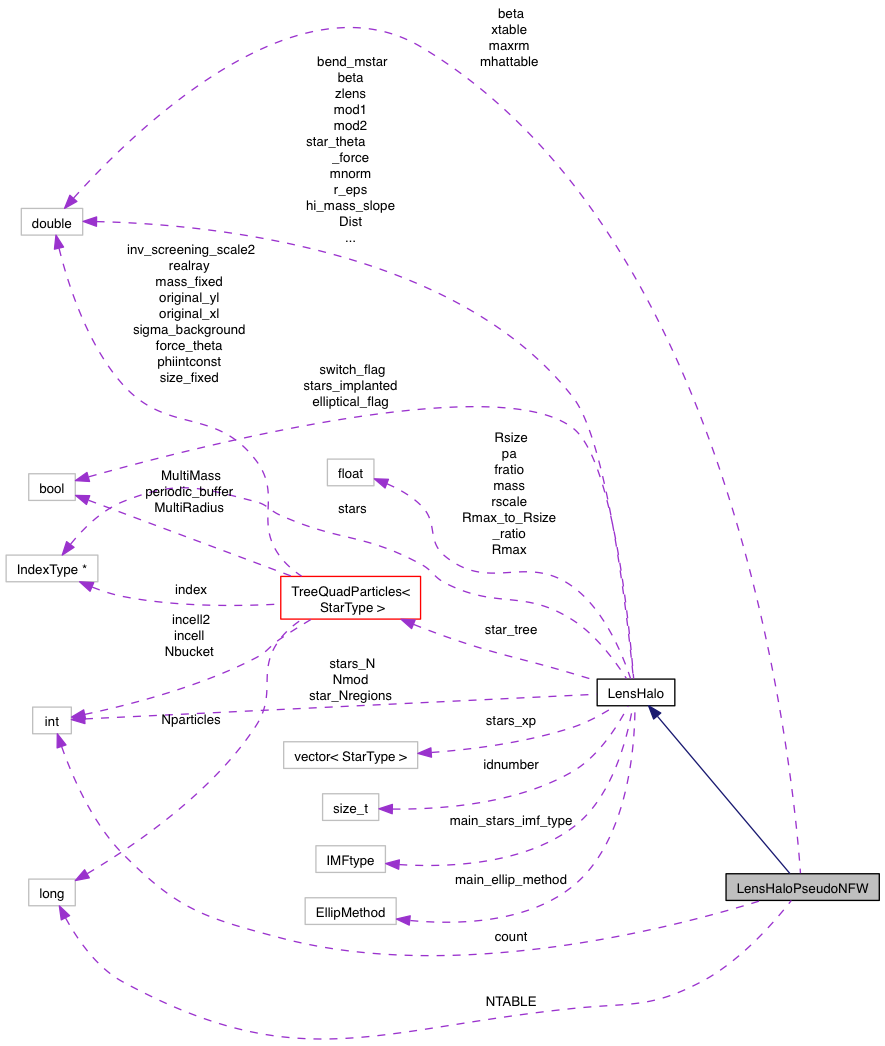 beta
xtable
maxrm
mhattable
bend_mstar
beta
zlens
mod1
mod2
star_theta
_force
mnorm
r_eps
hi_mass_slope
Dist
...
double
inv_screening_scale2
realray
mass_fixed
original_yl
original_xl
sigma_background
force_theta
phiintconst
size_fixed
switch_flag
stars_implanted
elliptical_flag
Rsize
pa
fratio
mass
rscale
Rmax_to_Rsize
_ratio
Rmax
float
bool
MultiMass
periodic_buffer
MultiRadius
stars
IndexType *
index
TreeQuadParticles<
StarType >
incell2
incell
Nbucket
star_tree
stars_N
Nmod
star_Nregions
LensHalo
int
Nparticles
stars_xp
vector< StarType >
idnumber
size_t
main_stars_imf_type
IMFtype
main_ellip_method
LensHaloPseudoNFW
long
EllipMethod
count
NTABLE